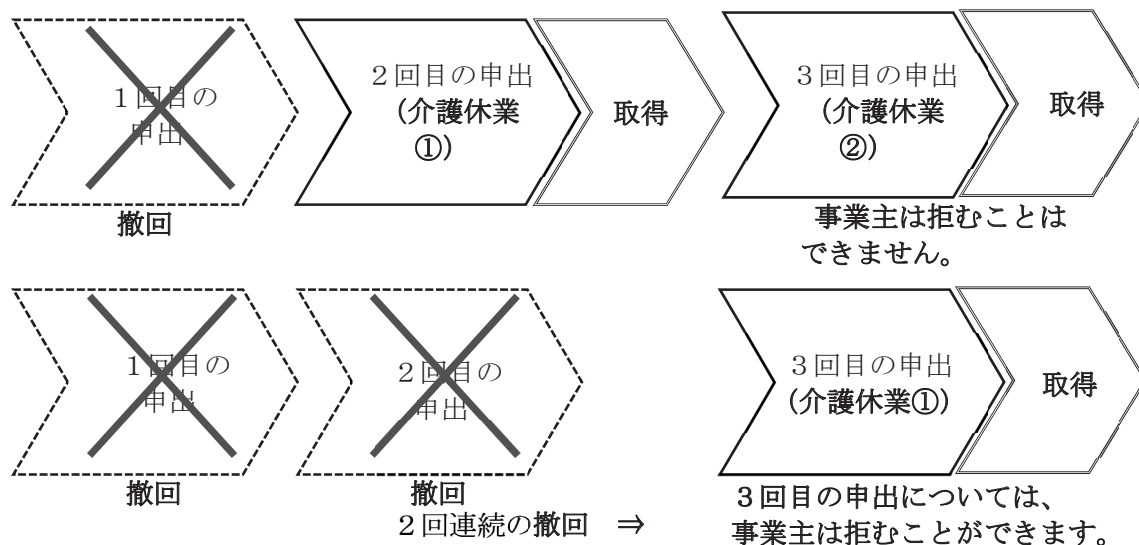 1回目の
申出
撤回
２回目の申出
(介護休業
①)
取得
３回目の申出
(介護休業
②)
取得
事業主は拒むことは
できません。
１回目の
申出
撤回
２回目の
申出
撤回
２回連続の撤回　⇒
３回目の申出
(介護休業①)
取得
３回目の申出については、
事業主は拒むことができます。